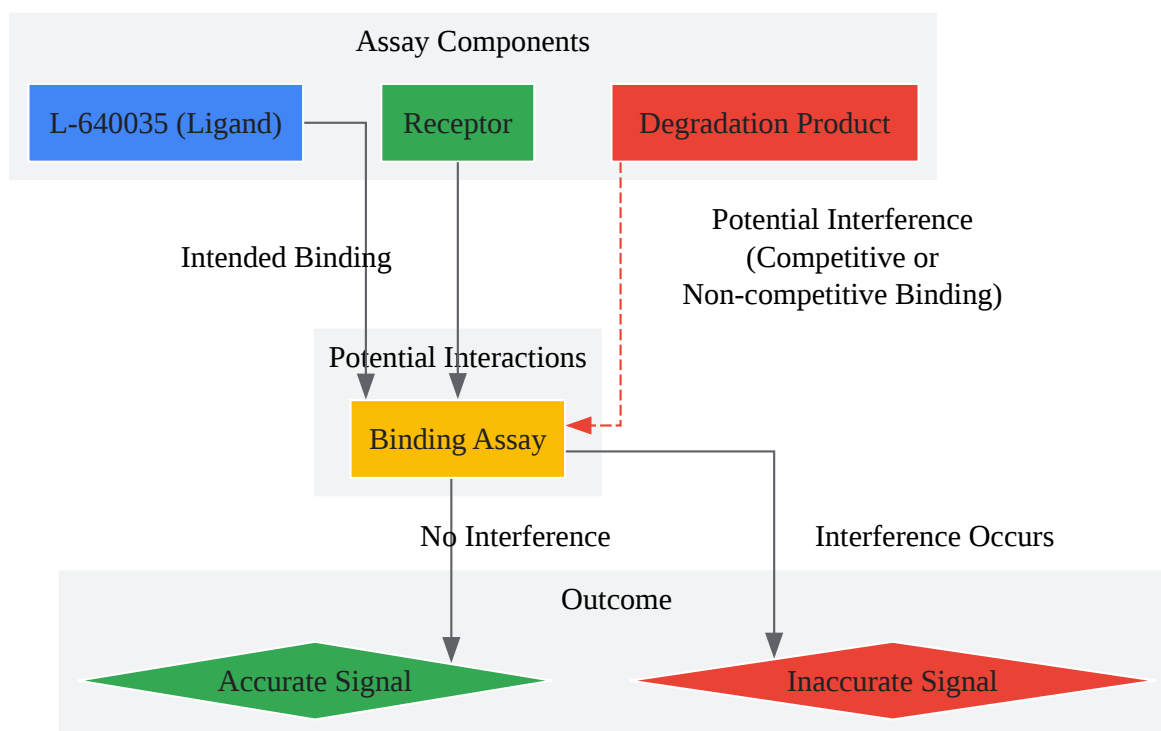 Assay Components
L-640035 (Ligand)
Receptor
Degradation Product
Potential Interference
(Competitive or
Non-competitive Binding)
Intended Binding
Potential Interactions
Binding Assay
No Interference
Interference Occurs
Outcome
Accurate Signal
Inaccurate Signal